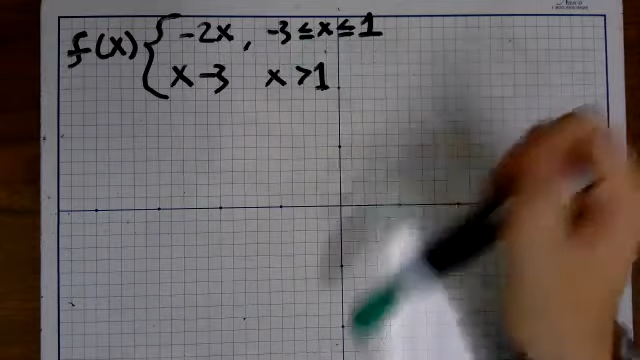 f(x) { -2x, -3 ≤ x ≤ 1
x -3 x > 1